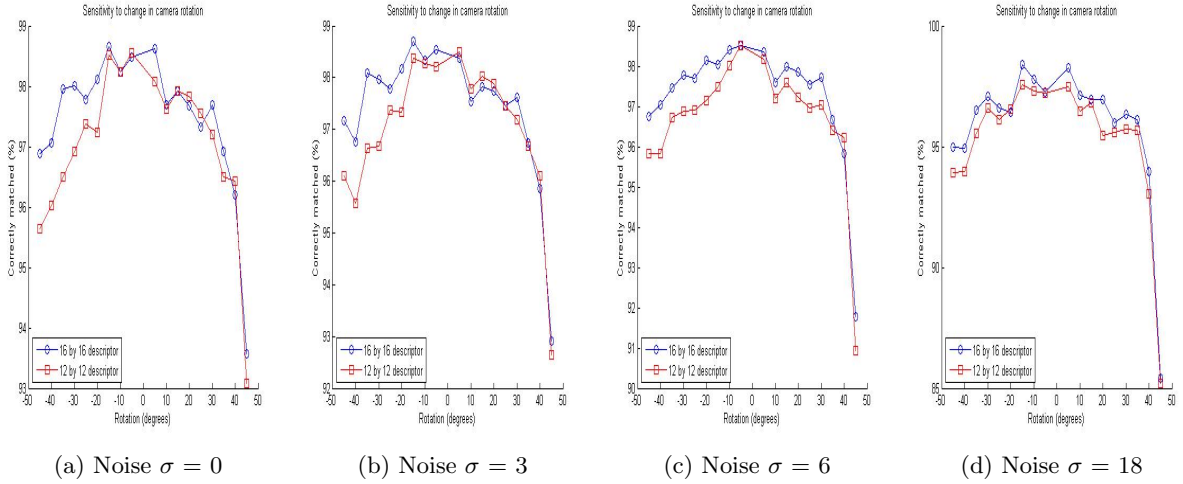 Sensitivity to change in camera rotation
99
98
97
96
95
94
93
Correctly matched (%)
16 by 16 descriptor
12 by 12 descriptor
-50 -40 -30 -20 -10 0 10 20 30 40 50
Rotation (degrees)
(a) Noise σ = 0
Sensitivity to change in camera rotation
99
98
97
96
95
94
93
92
Correctly matched (%)
16 by 16 descriptor
12 by 12 descriptor
-50 -40 -30 -20 -10 0 10 20 30 40 50
Rotation (degrees)
(b) Noise σ = 3
Sensitivity to change in camera rotation
99
98
97
96
95
94
93
92
91
90
Correctly matched (%)
16 by 16 descriptor
12 by 12 descriptor
-50 -40 -30 -20 -10 0 10 20 30 40 50
Rotation (degrees)
(c) Noise σ = 6
Sensitivity to change in camera rotation
100
95
90
85
Correctly matched (%)
16 by 16 descriptor
12 by 12 descriptor
-50 -40 -30 -20 -10 0 10 20 30 40 50
Rotation (degrees)
(d) Noise σ = 18